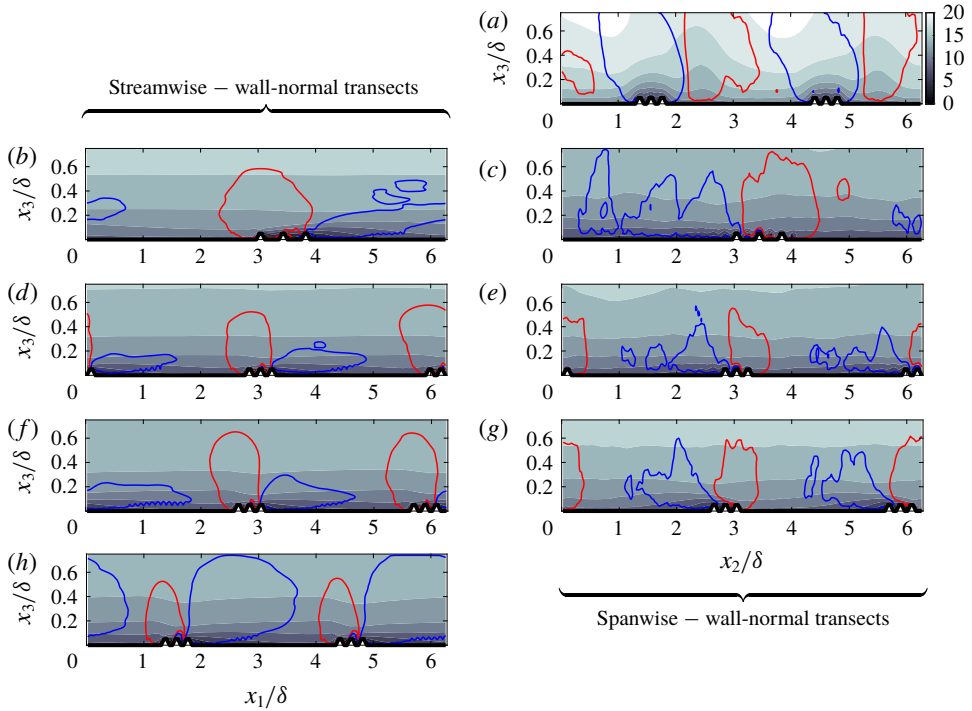 (a)
x3/δ
0.6
0.4
0.2
0 1 2 3 4 5 6
20
15
10
5
0
Streamwise – wall-normal transects
(b)
x3/δ
0.6
0.4
0.2
0 1 2 3 4 5 6
(c)
0.6
0.4
0.2
0 1 2 3 4 5 6
(d)
x3/δ
0.6
0.4
0.2
0 1 2 3 4 5 6
(e)
0.6
0.4
0.2
0 1 2 3 4 5 6
(f)
x3/δ
0.6
0.4
0.2
0 1 2 3 4 5 6
(g)
0.6
0.4
0.2
0 1 2 3 4 5 6
x2/δ
Spanwise – wall-normal transects
(h)
x3/δ
0.6
0.4
0.2
0 1 2 3 4 5 6
x1/δ